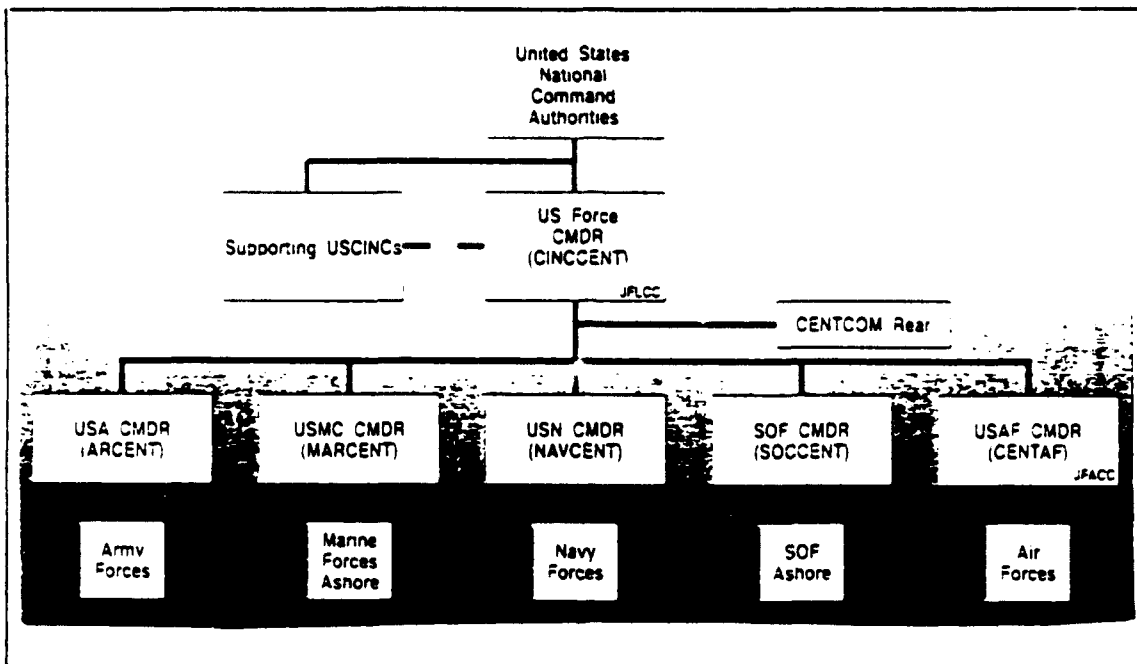 United States
National
Command
Authorities
Supporting USCINCs
US Force
CMDR
(CINCCENT)
JFLCC
CENTCOM Rear
USA CMDR
(ARCENT)
USMC CMDR
(MARCENT)
USN CMDR
(NAVCENT)
SOF CMDR
(SOCCENT)
USAF CMDR
(CENTAF)
JFACC
Army
Forces
Marine
Forces
Ashore
Navy
Forces
SOF
Ashore
Air
Forces